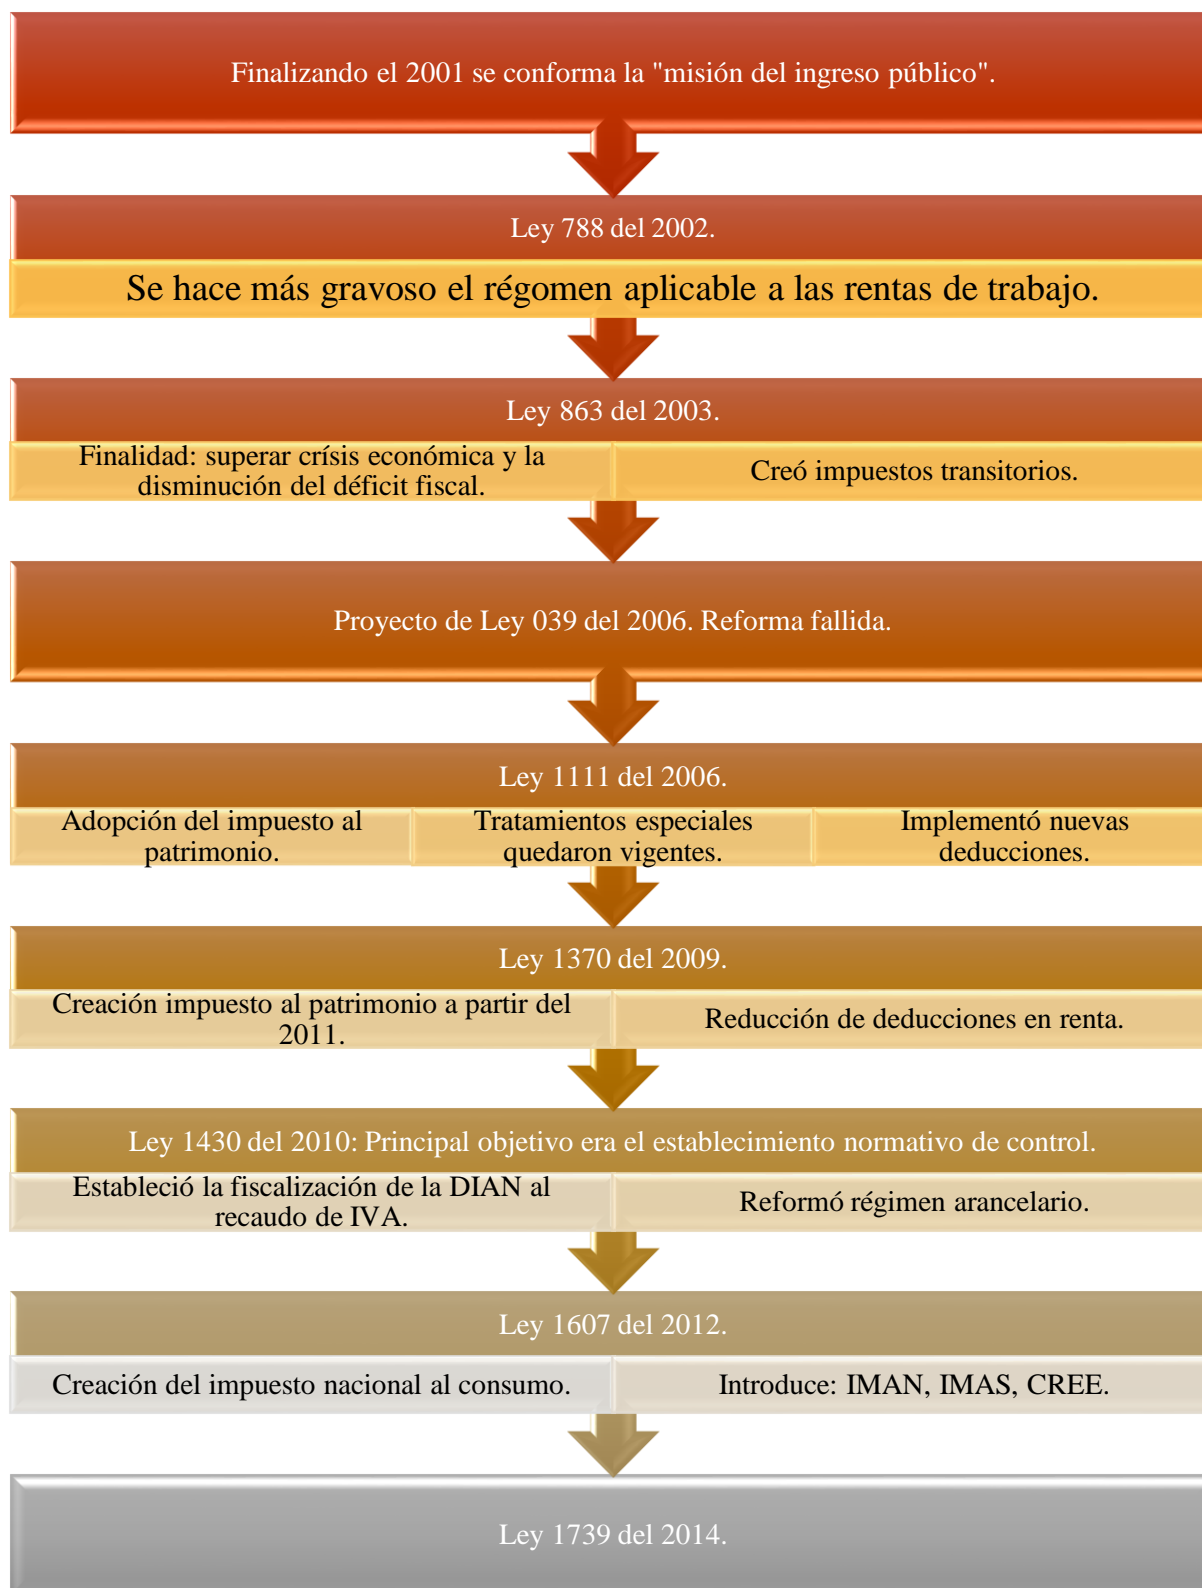 Finalizando el 2001 se conforma la "misión del ingreso público".
Ley 788 del 2002.
Se hace más gravoso el régomen aplicable a las rentas de trabajo.
Ley 863 del 2003.
Finalidad: superar crísis económica y la
disminución del déficit fiscal.
Creó impuestos transitorios.
Proyecto de Ley 039 del 2006. Reforma fallida.
Ley 1111 del 2006.
Adopción del impuesto al
patrimonio.
Tratamientos especiales
quedaron vigentes.
Implementó nuevas
deducciones.
Ley 1370 del 2009.
Creación impuesto al patrimonio a partir del
2011.
Reducción de deducciones en renta.
Ley 1430 del 2010: Principal objetivo era el establecimiento normativo de control.
Estableció la fiscalización de la DIAN al
recaudo de IVA.
Reformó régimen arancelario.
Ley 1607 del 2012.
Creación del impuesto nacional al consumo.
Introduce: IMAN, IMAS, CREE.
Ley 1739 del 2014.